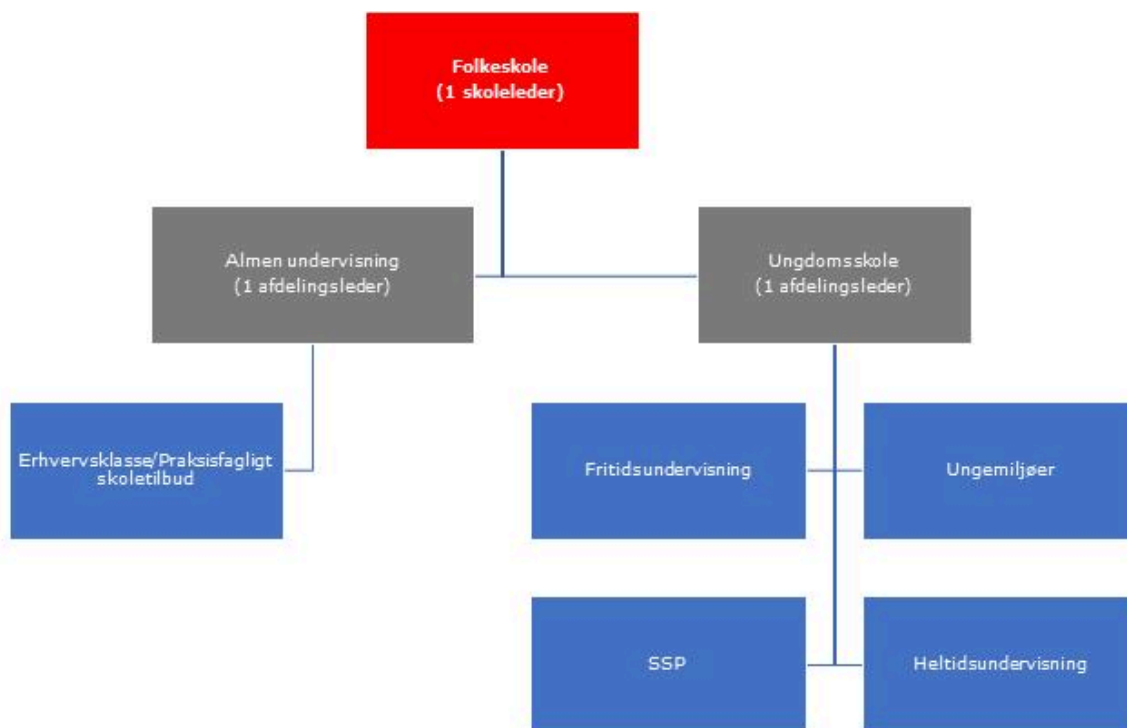 Folkeskole
(1 skoleleder)
Almen undervisning
(1 afdelingsleder)
Ungdomsskole
(1 afdelingsleder)
Erhvervsklasse/Praksisfagligt
skoletilbud
Fritidsundervisning
Ungemiljøer
SSP
Heltidsundervisning